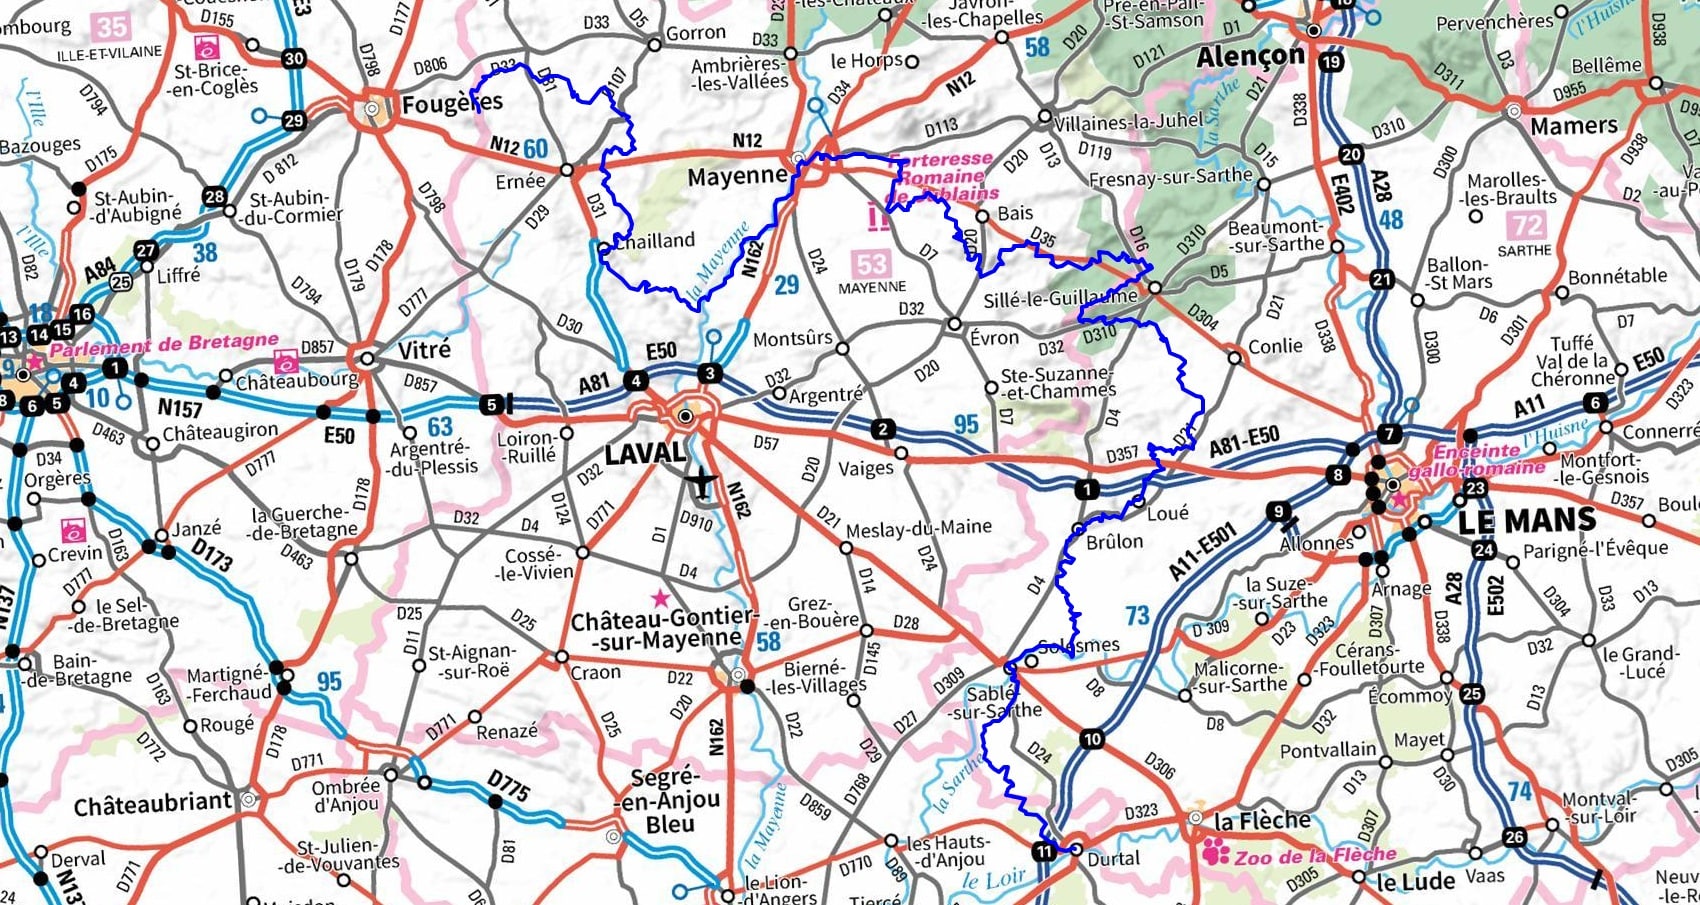 ombourg
35
ILLE-ET-VILAINE
D155
St-Brice-
-en-Coglès
E3
30
29
D798
D177
D806
D33
D5
Gorron
D33
D107
D33
Ambrières-
-les-Vallées
le Horps
D34
Javron-
-les-Chapelles
58
D20
Pré-en-Pail-
-St-Samson
D1
D121
Alençon
19
D21
D338
la Sarthe
D311
Pervenchères
D3
l'Huisne
D938
Bellême
D955
Mamers
l'Ille
D794
Bazouges
D175
Fougères
N12
60
N12
N12
D113
Villaines-la-Juhel
D119
D13
D20
Fresnay-sur-Sarthe
D15
20
D310
D300
D938
D2
St-Aubin-
-d'Aubigné
28
D 812
St-Aubin-
-du-Cormier
D798
Ernée
D29
D31
Mayenne
Forteresse
Romaine
de Jublains
Bais
D20
D35
D16
D310
Beaumont-
-sur-Sarthe
E402
A28
48
Marolles-
-les-Braults
72
SARTHE
l'Ille
D82
27
A84
25
38
Liffré
D178
D179
Chailland
la Mayenne
N162
29
D24
53
MAYENNE
D7
D5
21
Ballon-
-St Mars
Bonnétable
18
13
14
15
16
D794
D777
D30
Montsûrs
D32
Évron
Sillé-le-Guillaume
D310
D304
D21
D338
D300
D6
D301
D7
Parlement de Bretagne
D857
Vitré
E50
A81
4
3
D32
D20
D32
Conlie
Tuffé
Val de la
Chéronne
E50
9
4
1
8
6
5
10
N157
Châteaubourg
E50
D857
63
5
Argentré
Ste-Suzanne-
-et-Chammes
D7
D4
A11
6
D323
D463
Châteaugiron
Argentré-
-du-Plessis
Loiron-
-Ruillé
LAVAL
D57
2
95
Vaiges
D357
A81-E50
7
Enceinte
gallo-romaine
l'Huisne
Connerré
D34
Orgères
D777
D178
D32
D20
1
8
23
Montfort-
-le-Gesnois
D357
Janzé
la Guerche-
-de-Bretagne
D32
D4
D124
D771
D1
D910
N162
D21
Meslay-du-Maine
Loué
9
LE MANS
Crevin
D163
D173
D463
Cossé-
-le-Vivien
D4
D24
Brûlon
A11-E501
Allonnes
24
Parigné-l'Évêque
N137
D777
le Sel-
-de-Bretagne
D25
D11
D25
Château-Gontier-
-sur-Mayenne
58
Grez-
-en-Bouère
D14
D28
D4
73
la Suze-
-sur-Sarthe
Arnage
A28
E502
D304
D33
D13
Bain-
-de-Bretagne
Martigné-
-Ferchaud
95
St-Aignan-
-sur-Roë
Craon
D22
Bierné-
-les-Villages
D145
D309
Solesmes
D 309
D23
D323
D307
D338
Cérans-
-Foulletourte
D32
le Grand-
-Lucé
D163
Rougé
D772
D178
D771
Renazé
D25
D20
N162
D22
D27
D29
Sablé-
-sur-Sarthe
D8
Malicorne-
-sur-Sarthe
D8
Écommoy
25
D13
D771
Ombrée
d'Anjou
D775
Segré-
-en-Anjou
Bleu
la Mayenne
D859
D768
la Sarthe
D24
10
D306
D32
Pontvallain
Mayet
D13
D30
74
D305
Châteaubriant
D323
la Flèche
D307
Montval-
-sur-Loir
26
Derval
N137
D771
St-Julien-
-de-Vouvantes
D81
le Lion-
-d'Angers
D770
D89
les Hauts-
-d'Anjou
le Loir
11
Durtal
Zoo de la Flèche
D305
le Lude
Vaas